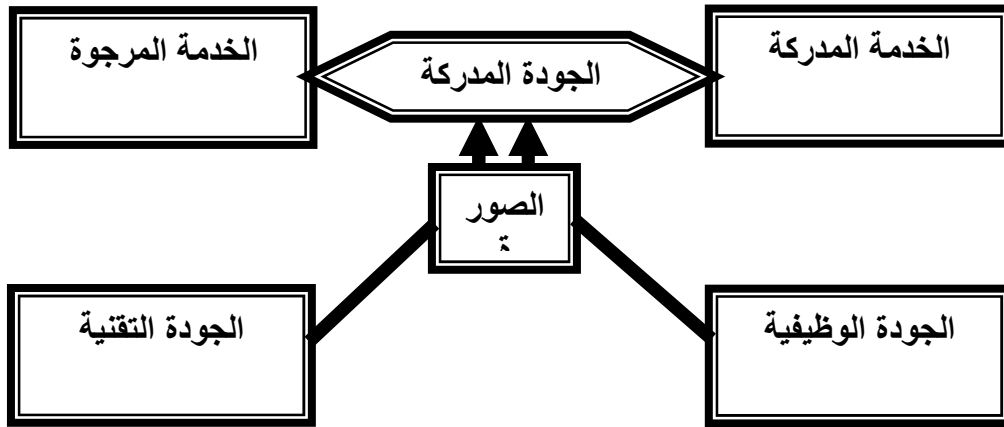 الخدمة المدركة
الجودة المدركة
الخدمة المرجوة
الصور
ة
الجودة الوظيفية
الجودة التقنية